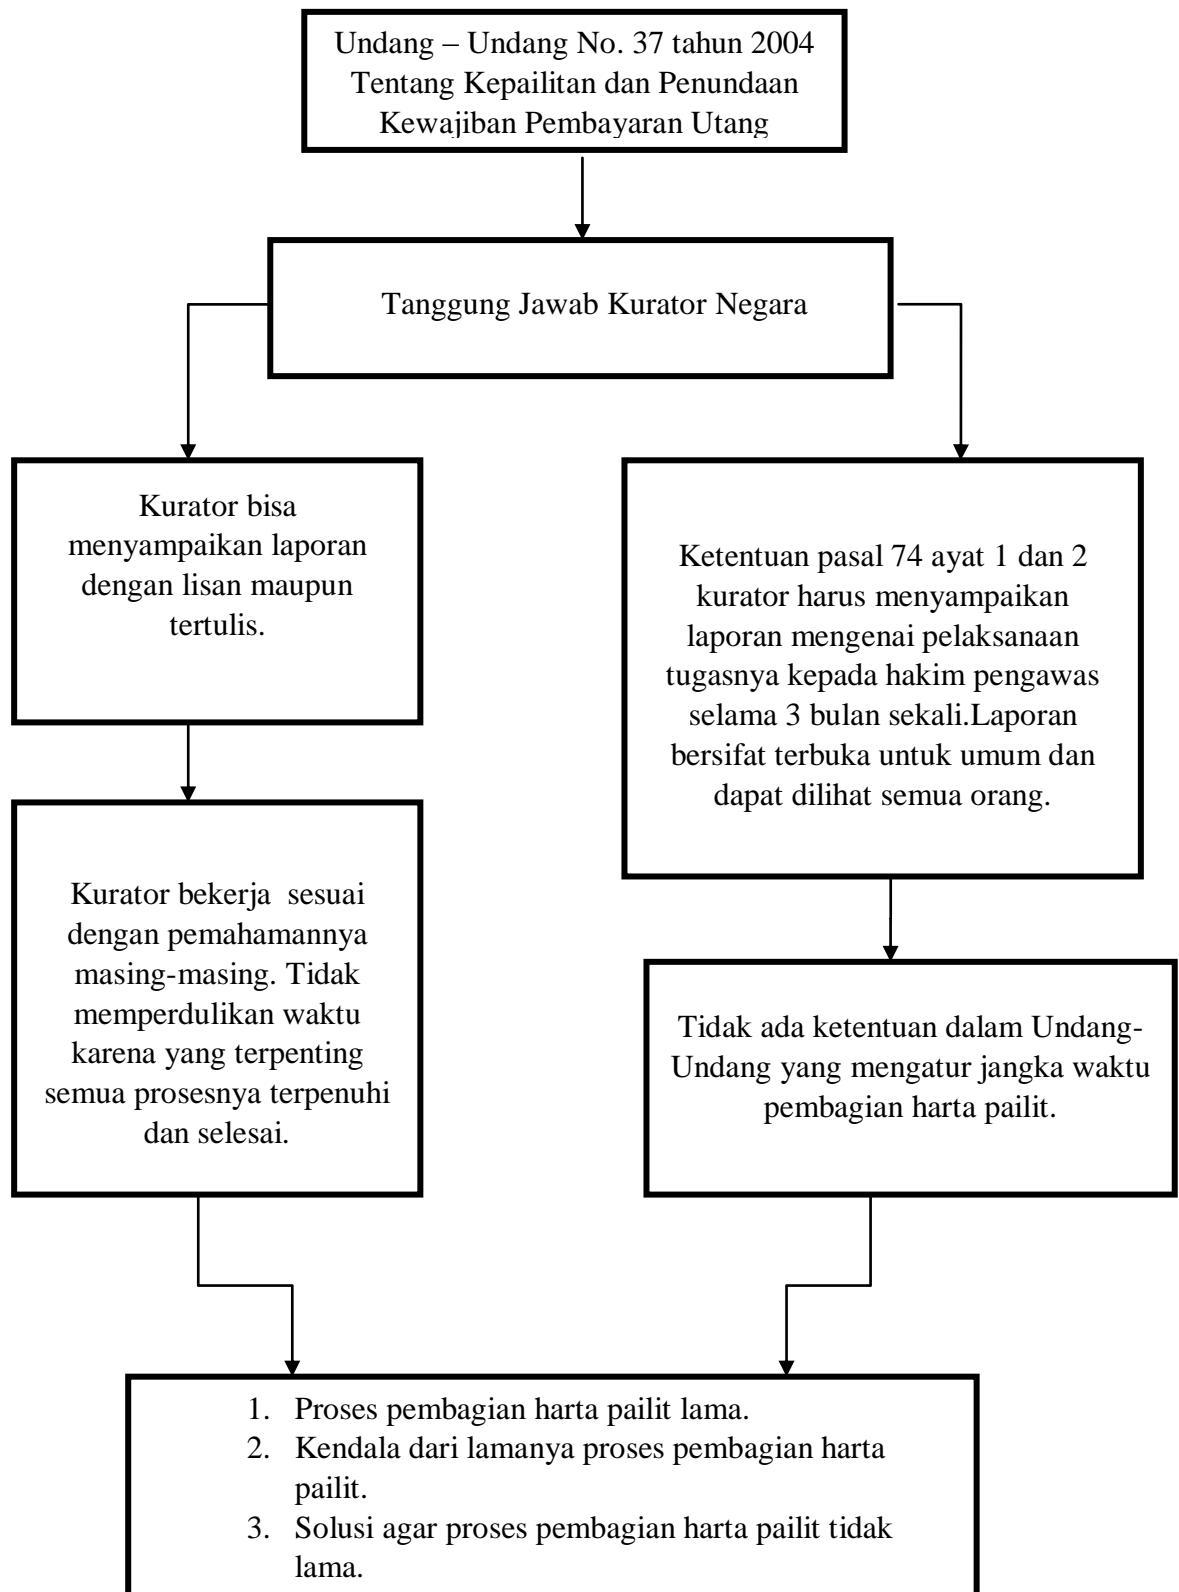 Undang – Undang No. 37 tahun 2004
Tentang Kepailitan dan Penundaan
Kewajiban Pembayaran Utang
Tanggung Jawab Kurator Negara
Kurator bisa
menyampaikan laporan
dengan lisan maupun
tertulis.
Kurator bekerja  sesuai
dengan pemahamannya
masing-masing. Tidak
memperdulikan waktu
karena yang terpenting
semua prosesnya terpenuhi
dan selesai.
Ketentuan pasal 74 ayat 1 dan 2
kurator harus menyampaikan
laporan mengenai pelaksanaan
tugasnya kepada hakim pengawas
selama 3 bulan sekali.Laporan
bersifat terbuka untuk umum dan
dapat dilihat semua orang.
Tidak ada ketentuan dalam Undang-
Undang yang mengatur jangka waktu
pembagian harta pailit.
1. Proses pembagian harta pailit lama.
2. Kendala dari lamanya proses pembagian harta
pailit.
3. Solusi agar proses pembagian harta pailit tidak
lama.